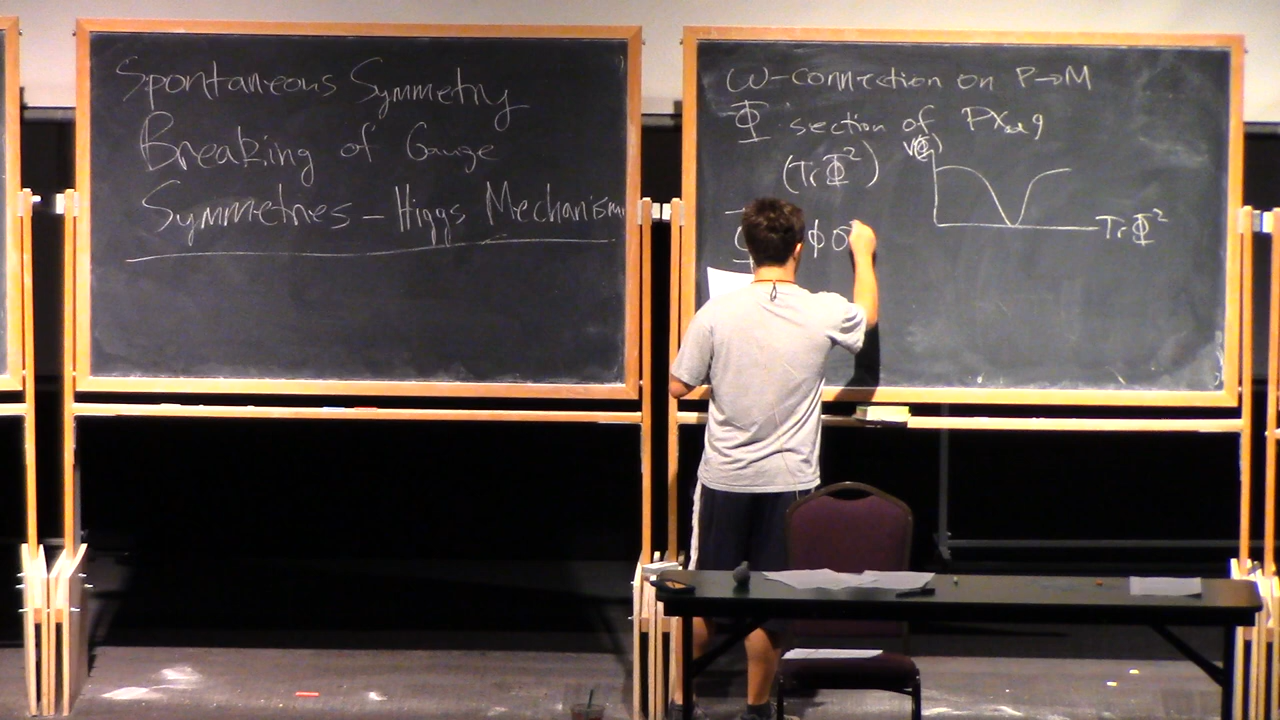 Spontaneous Symmetry
Breaking of Gauge
Symmetries - Higgs Mechanism
ω-connection on P→M
Φ section of P×_{ad} g
(Tr Φ²)
V(Φ)
Tr Φ²
ϕ σ